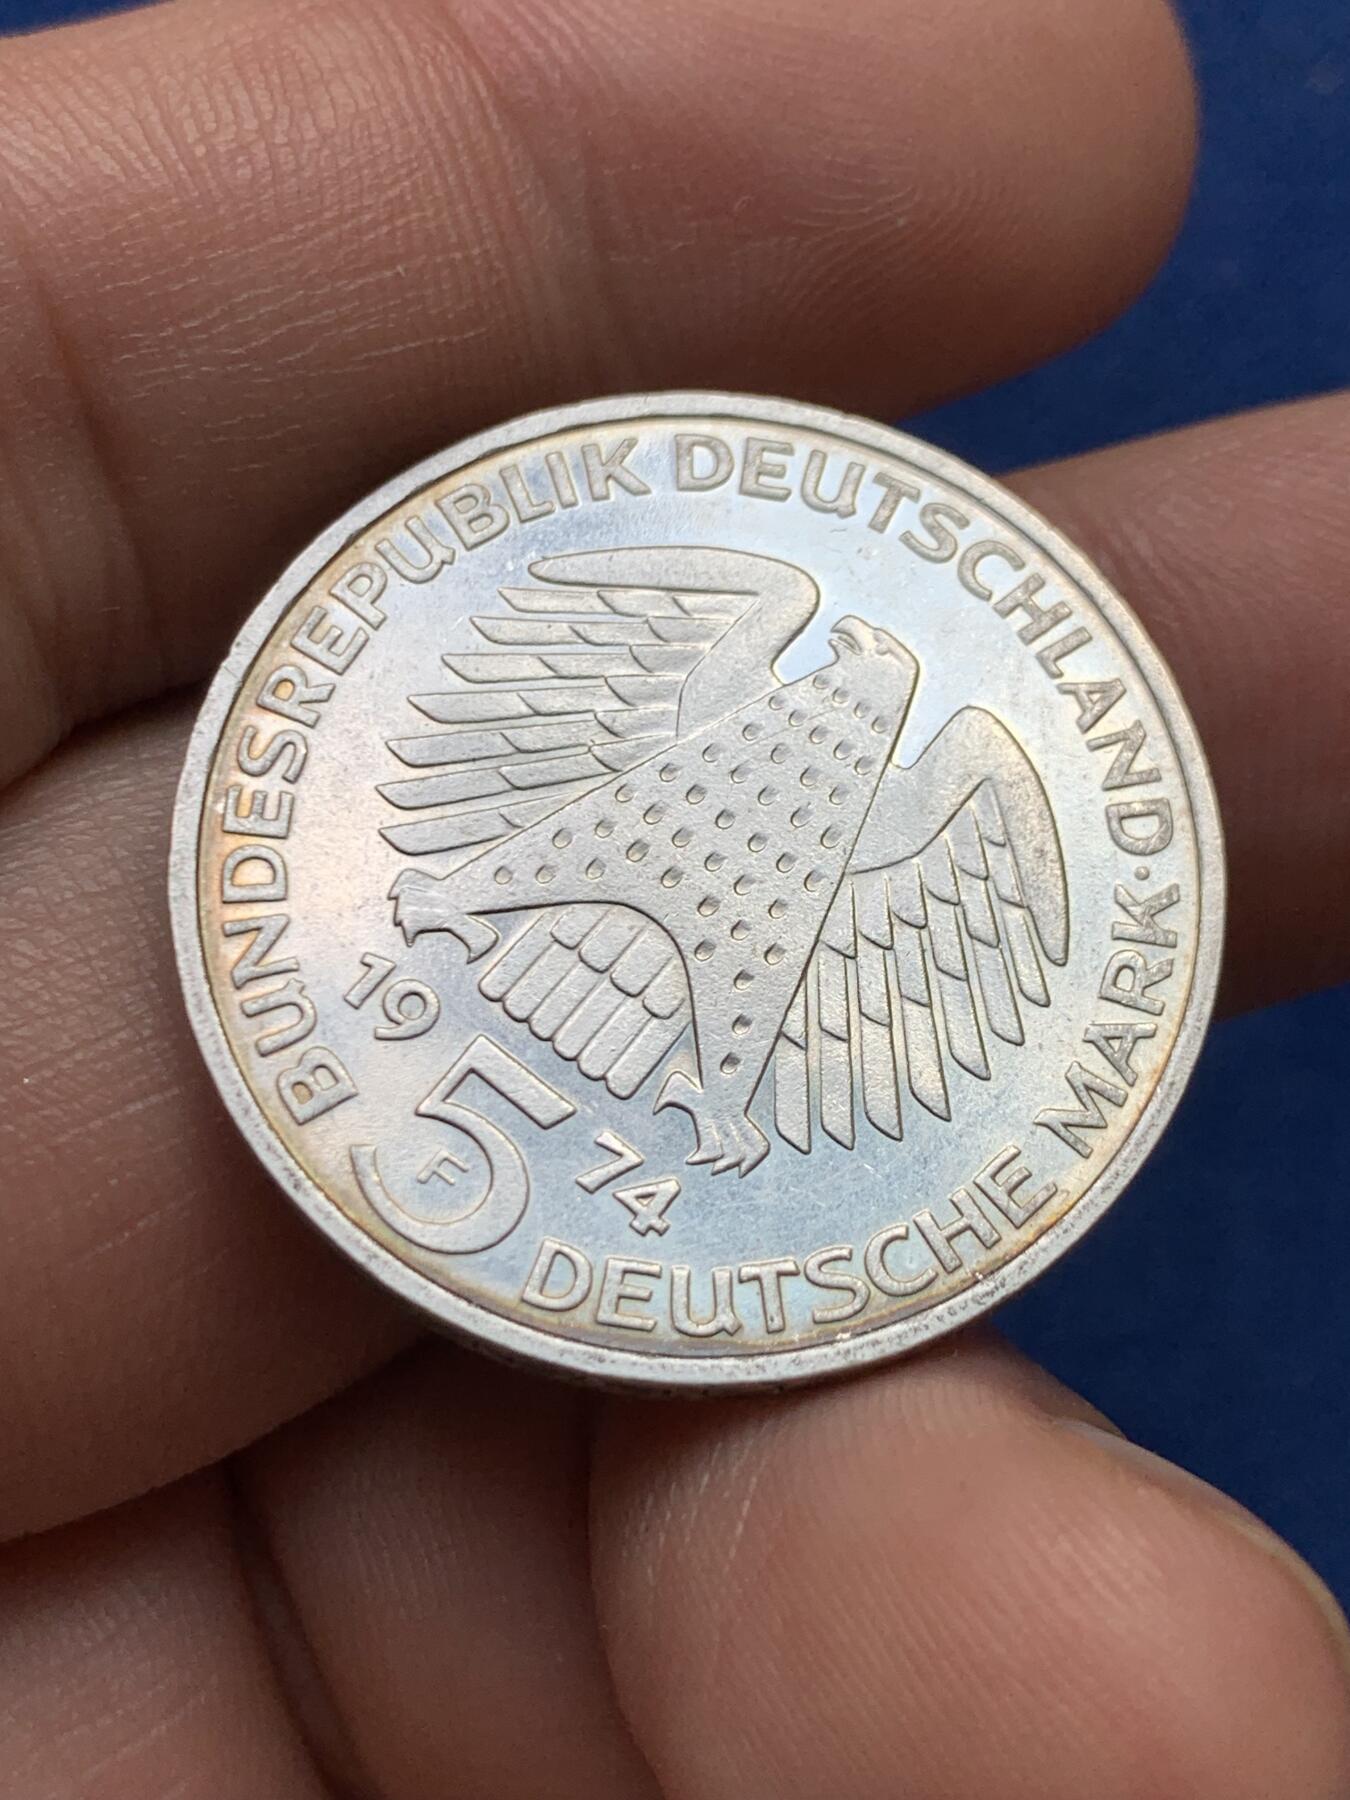 BUNDESREPUBLIK DEUTSCHLAND·
DEUTSCHE MARK
19 74
5
F